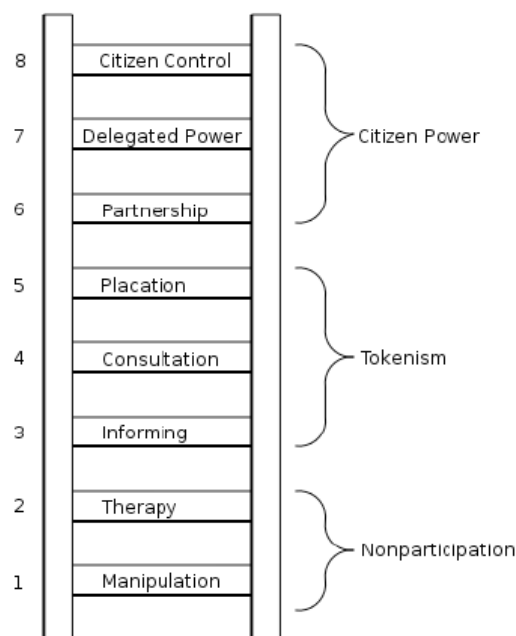 8 Citizen Control
7 Delegated Power
Citizen Power
6 Partnership
5 Placation
4 Consultation
Tokenism
3 Informing
2 Therapy
Nonparticipation
1 Manipulation